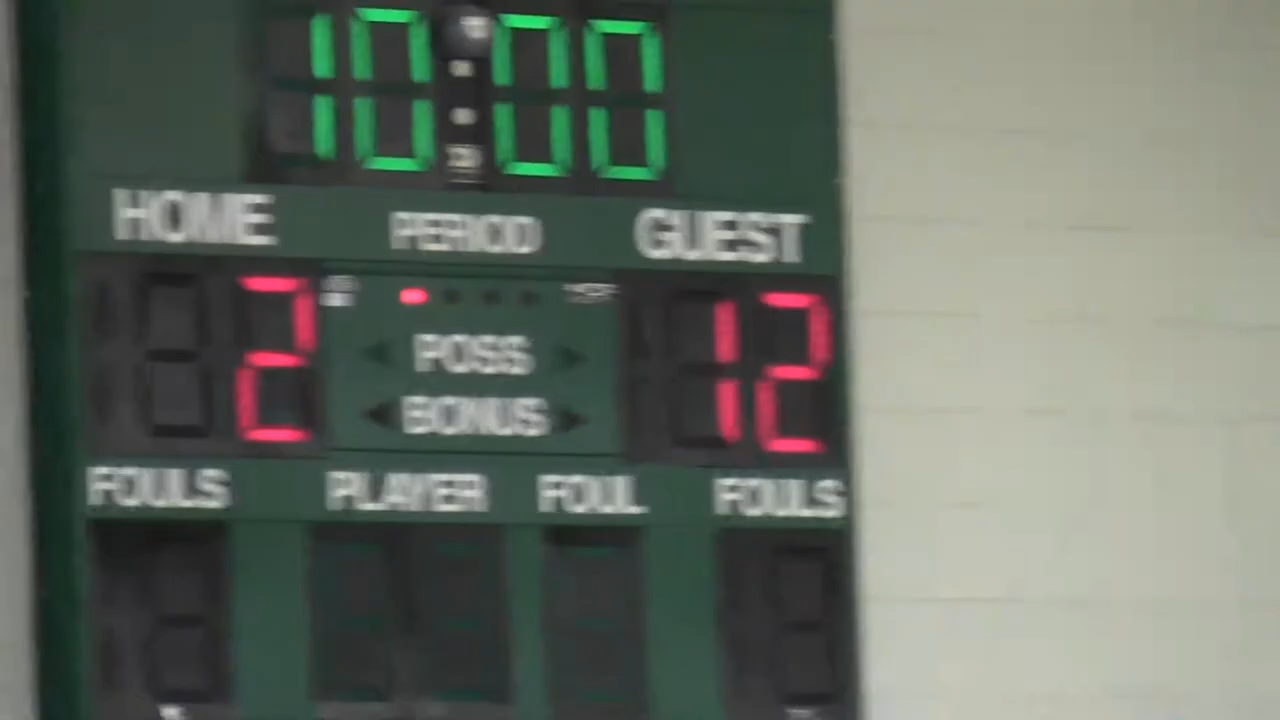 10:00
HOME PERIOD GUEST
2 12
POSS
BONUS
FOULS PLAYER FOUL FOULS